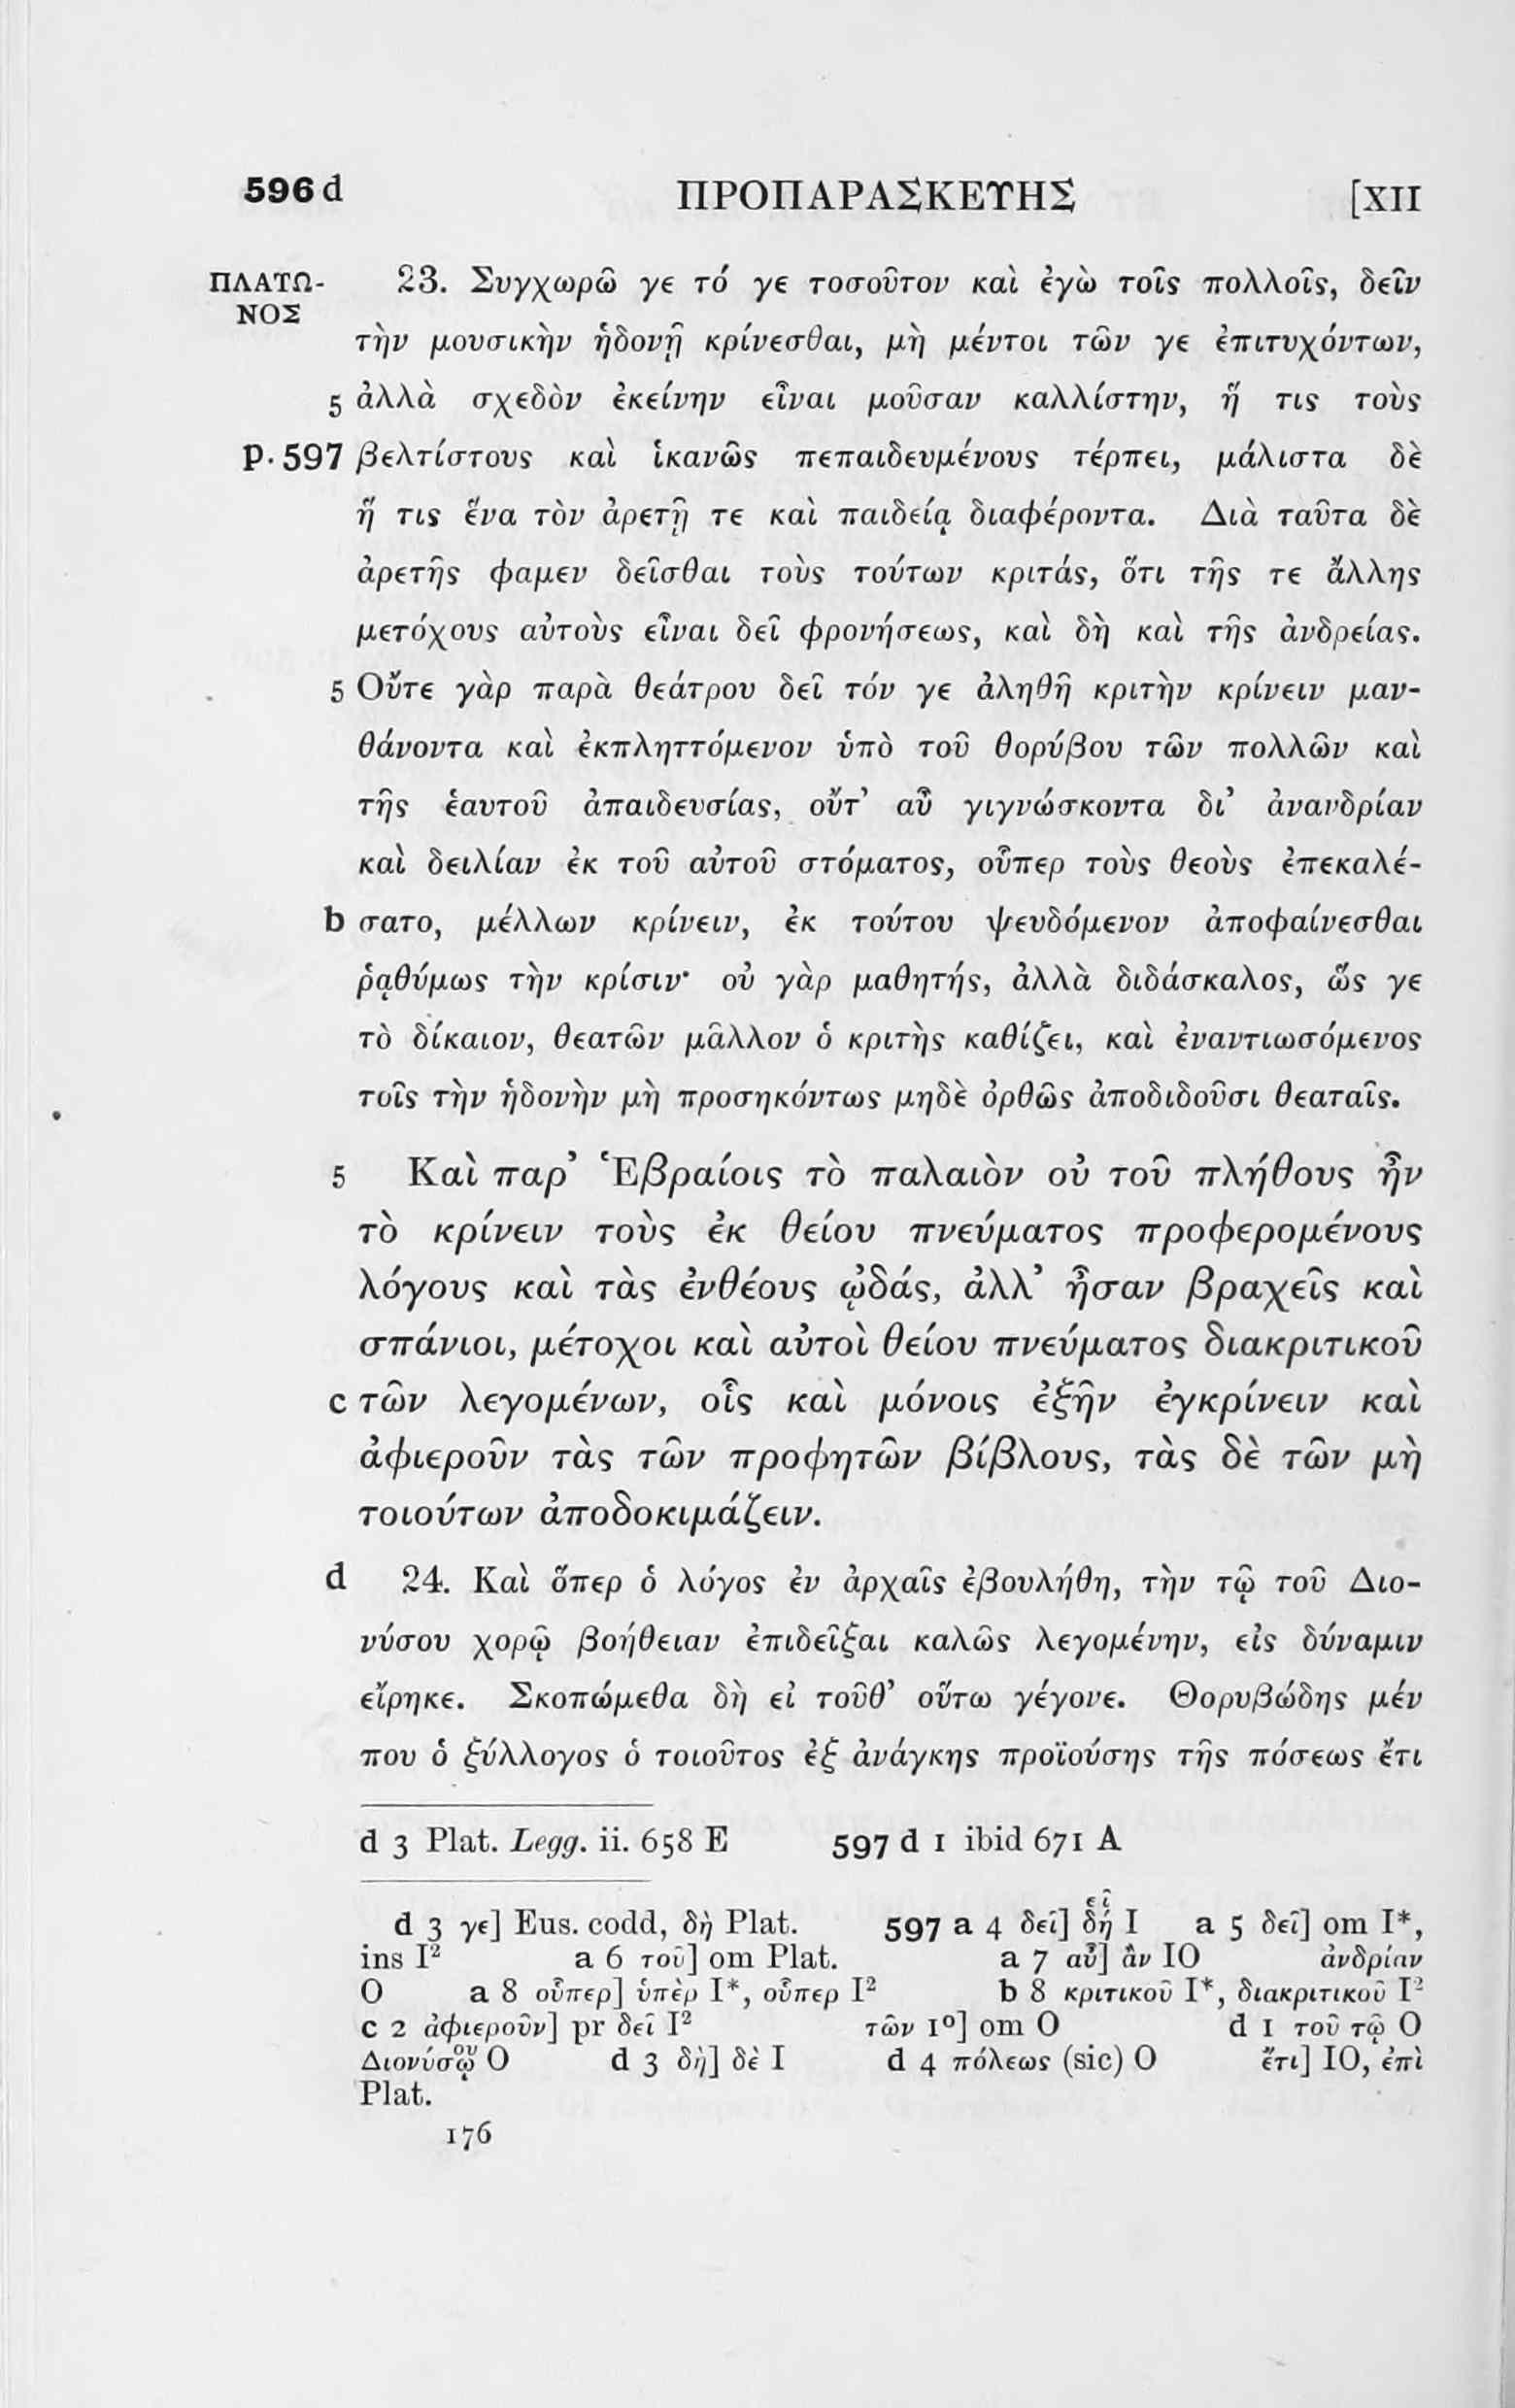 596 d ΠΡΟΠΑΡΑΣΚΕΥΗΣ [XII
ΠΛΑΤΩ- 23. Συγχωρῶ γε τό γε τοσοῦτον καὶ ἐγὼ τοῖς πολλοῖς, δεῖν
ΝΟΣ
τὴν μουσικὴν ἡδονῇ κρίνεσθαι, μὴ μέντοι τῶν γε ἐπιτυχόντων,
5 ἀλλὰ σχεδὸν ἐκείνην εἶναι μοῦσαν καλλίστην, ἥ τις τοὺς
p. 597 βελτίστους καὶ ἱκανῶς πεπαιδευμένους τέρπει, μάλιστα δὲ
ἥ τις ἕνα τὸν ἀρετῇ τε καὶ παιδείᾳ διαφέροντα. Διὰ ταῦτα δὲ
ἀρετῆς φαμεν δεῖσθαι τοὺς τούτων κριτάς, ὅτι τῆς τε ἄλλης
μετόχους αὐτοὺς εἶναι δεῖ φρονήσεως, καὶ δὴ καὶ τῆς ἀνδρείας.
5 Οὔτε γὰρ παρὰ θεάτρου δεῖ τόν γε ἀληθῆ κριτὴν κρίνειν μαν-
θάνοντα καὶ ἐκπληττόμενον ὑπὸ τοῦ θορύβου τῶν πολλῶν καὶ
τῆς ἑαυτοῦ ἀπαιδευσίας, οὔτ’ αὖ γιγνώσκοντα δι’ ἀνανδρίαν
καὶ δειλίαν ἐκ τοῦ αὐτοῦ στόματος, οὗπερ τοὺς θεοὺς ἐπεκαλέ-
b σατο, μέλλων κρίνειν, ἐκ τούτου ψευδόμενον ἀποφαίνεσθαι
ῥᾳθύμως τὴν κρίσιν· οὐ γὰρ μαθητής, ἀλλὰ διδάσκαλος, ὥς γε
τὸ δίκαιον, θεατῶν μᾶλλον ὁ κριτὴς καθίζει, καὶ ἐναντιωσόμενος
τοῖς τὴν ἡδονὴν μὴ προσηκόντως μηδὲ ὀρθῶς ἀποδιδοῦσι θεαταῖς.
5 Καὶ παρ’ Ἑβραίοις τὸ παλαιὸν οὐ τοῦ πλήθους ἦν
τὸ κρίνειν τοὺς ἐκ θείου πνεύματος προφερομένους
λόγους καὶ τὰς ἐνθέους ᾠδάς, ἀλλ’ ἦσαν βραχεῖς καὶ
σπάνιοι, μέτοχοι καὶ αὐτοὶ θείου πνεύματος διακριτικοῦ
c τῶν λεγομένων, οἷς καὶ μόνοις ἐξῆν ἐγκρίνειν καὶ
ἀφιεροῦν τὰς τῶν προφητῶν βίβλους, τὰς δὲ τῶν μὴ
τοιούτων ἀποδοκιμάζειν.
d 24. Καὶ ὅπερ ὁ λόγος ἐν ἀρχαῖς ἐβουλήθη, τὴν τῷ τοῦ Διο-
νύσου χορῷ βοήθειαν ἐπιδεῖξαι καλῶς λεγομένην, εἰς δύναμιν
εἴρηκε. Σκοπώμεθα δὴ εἰ τοῦθ’ οὕτω γέγονε. Θορυβώδης μέν
που ὁ ξύλλογος ὁ τοιοῦτος ἐξ ἀνάγκης προϊούσης τῆς πόσεως ἔτι
d 3 Plat. Legg. ii. 658 E 597 d 1 ibid 671 A
d 3 γε] Eus. codd, δὴ Plat. 597 a 4 δεῖ] δὴ<sup>εῖ</sup> I a 5 δεῖ] om I*,
ins I² a 6 τοῦ] om Plat. a 7 αὖ] ἂν IO ἀνδρίαν
O a 8 οὗπερ] ὑπὲρ I*, οὗπερ I² b 8 κριτικοῦ I*, διακριτικοῦ I²
c 2 ἀφιεροῦν] pr δεῖ I² τῶν 1º] om O d 1 τοῦ τῷ O
Διονύσῳ<sup>ου</sup> O d 3 δὴ] δὲ I d 4 πόλεως (sic) O ἔτι] IO, ἐπὶ
Plat.
176